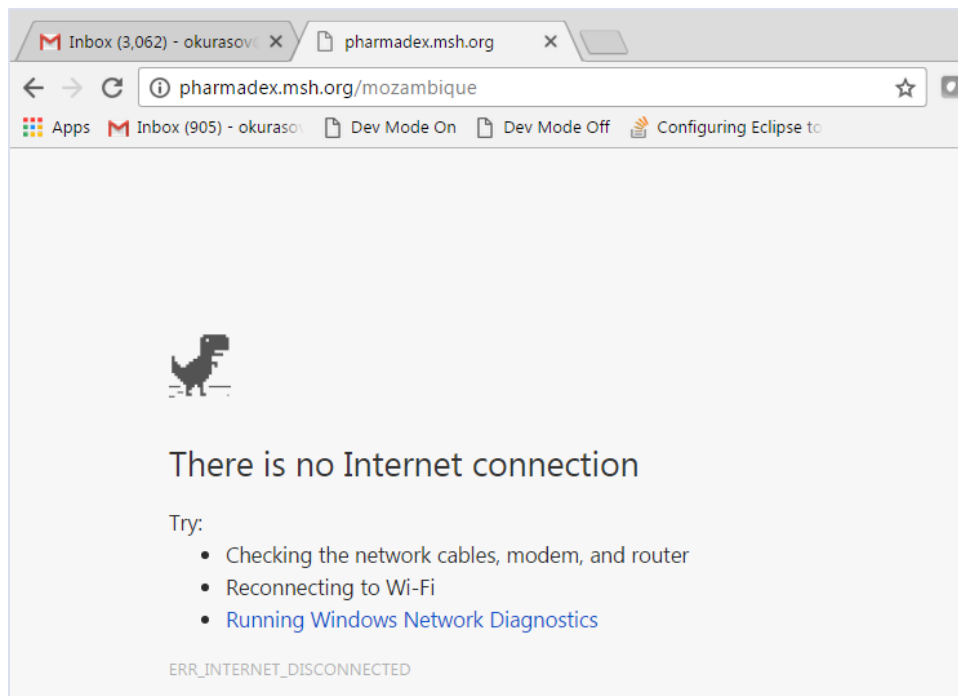 Inbox (3,062) - okurasov
pharmadex.msh.org
pharmadex.msh.org/mozambique
Apps Inbox (905) - okuraso Dev Mode On Dev Mode Off Configuring Eclipse to
There is no Internet connection
Try:
• Checking the network cables, modem, and router
• Reconnecting to Wi-Fi
• Running Windows Network Diagnostics
ERR_INTERNET_DISCONNECTED